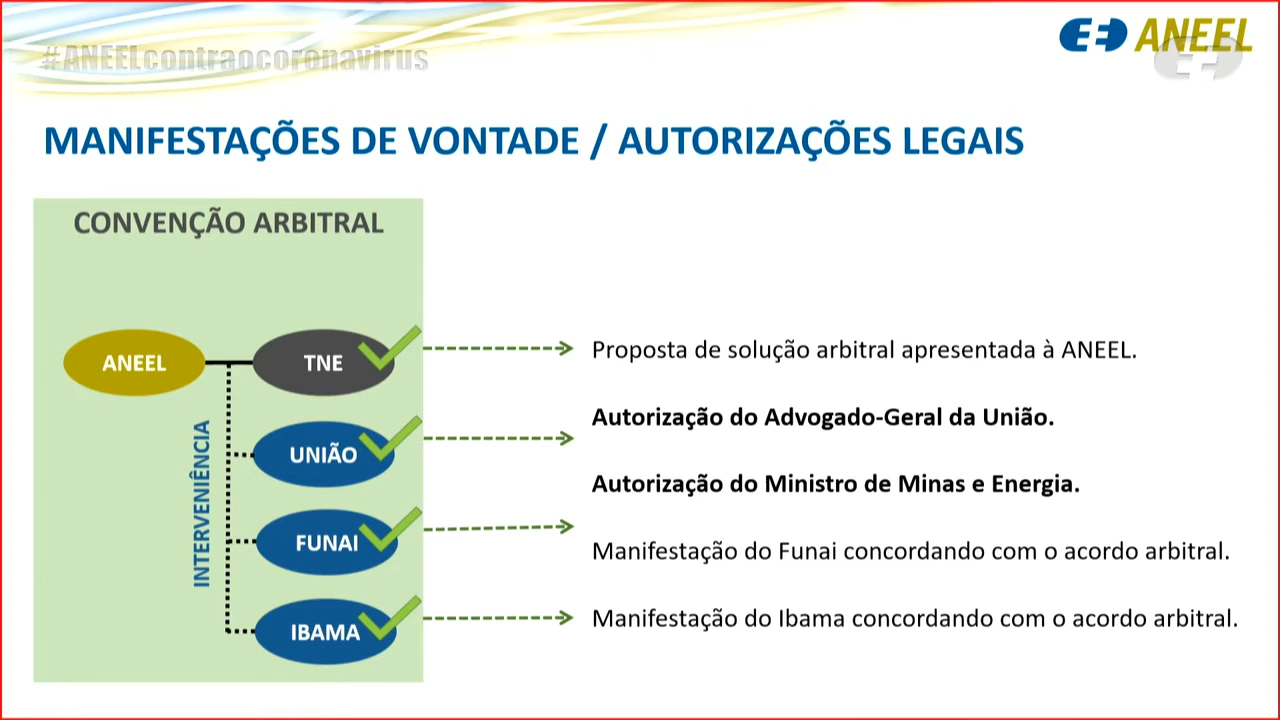 #ANEELcontraocoronavirus
ANEEL
MANIFESTAÇÕES DE VONTADE / AUTORIZAÇÕES LEGAIS
CONVENÇÃO ARBITRAL
ANEEL
TNE
Proposta de solução arbitral apresentada à ANEEL.
Autorização do Advogado-Geral da União.
UNIÃO
INTERVENIÊNCIA
Autorização do Ministro de Minas e Energia.
FUNAI
Manifestação do Funai concordando com o acordo arbitral.
IBAMA
Manifestação do Ibama concordando com o acordo arbitral.